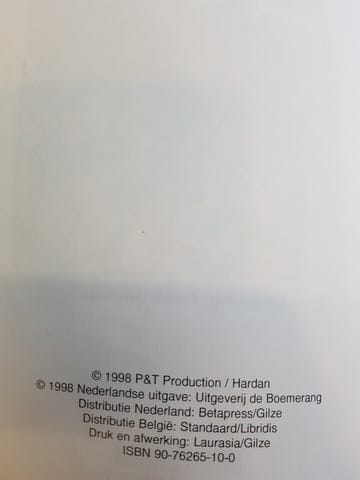 © 1998 P&T Production / Hardan
© 1998 Nederlandse uitgave: Uitgeverij de Boemerang
Distributie Nederland: Betapress/Gilze
Distributie België: Standaard/Libridis
Druk en afwerking: Laurasia/Gilze
ISBN 90-76265-10-0